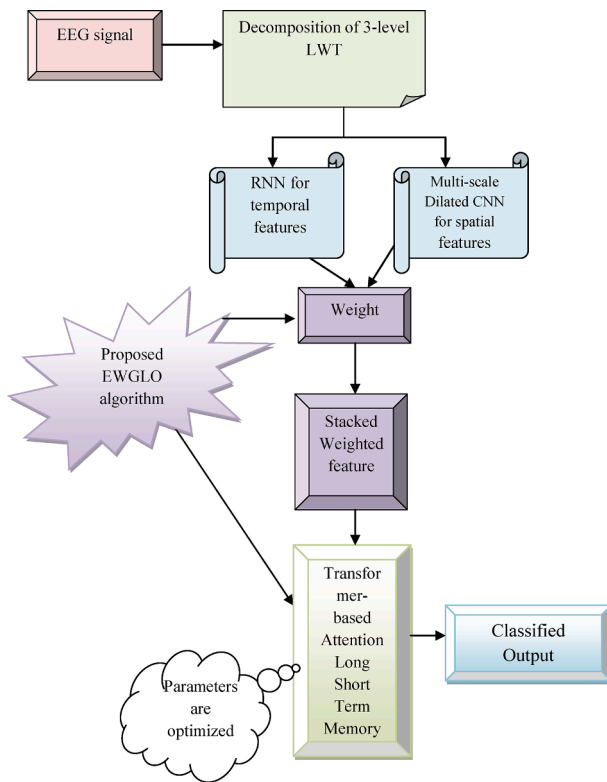 EEG signal
Decomposition of 3-level
LWT
RNN for
temporal
features
Multi-scale
Dilated CNN
for spatial
features
Weight
Proposed
EWGLO
algorithm
Stacked
Weighted
feature
Transfor
mer-
based
Attention
Long
Short
Term
Memory
Classified
Output
Parameters
are
optimized